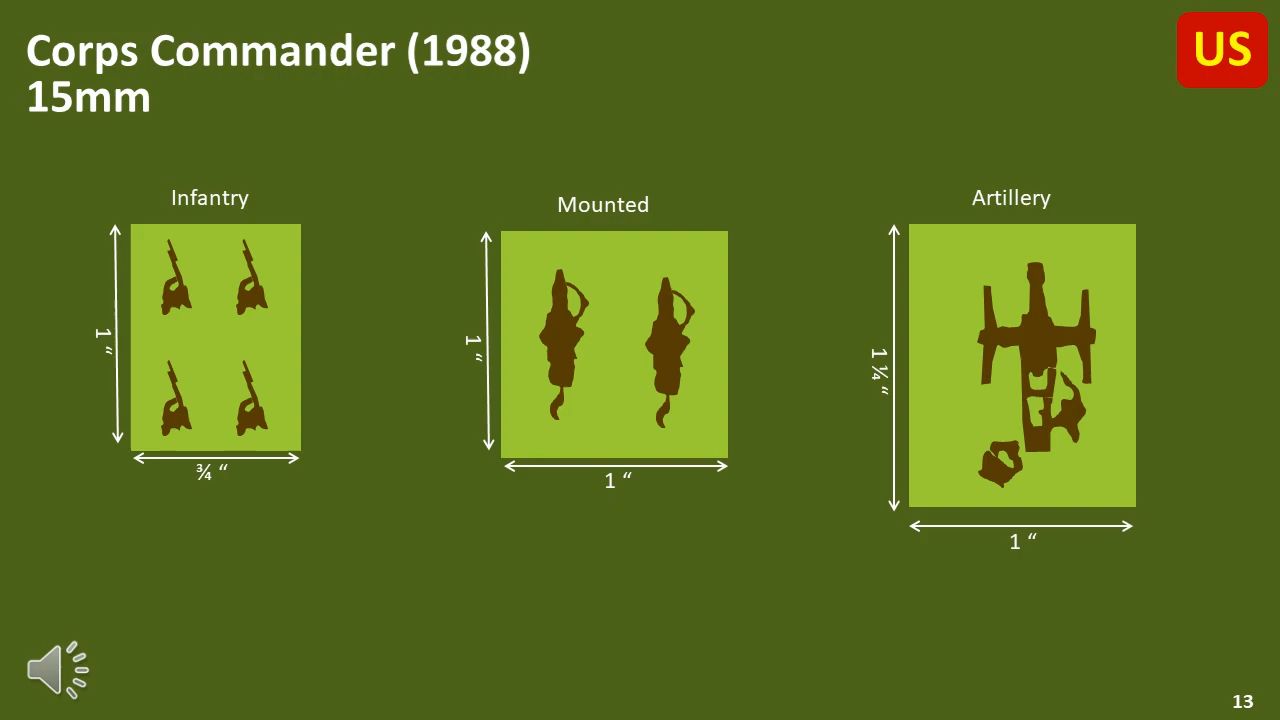 Corps Commander (1988)
15mm
US
Infantry
1 ”
¾ “
Mounted
1 ”
1 “
Artillery
1 ¼ “
1 “
13